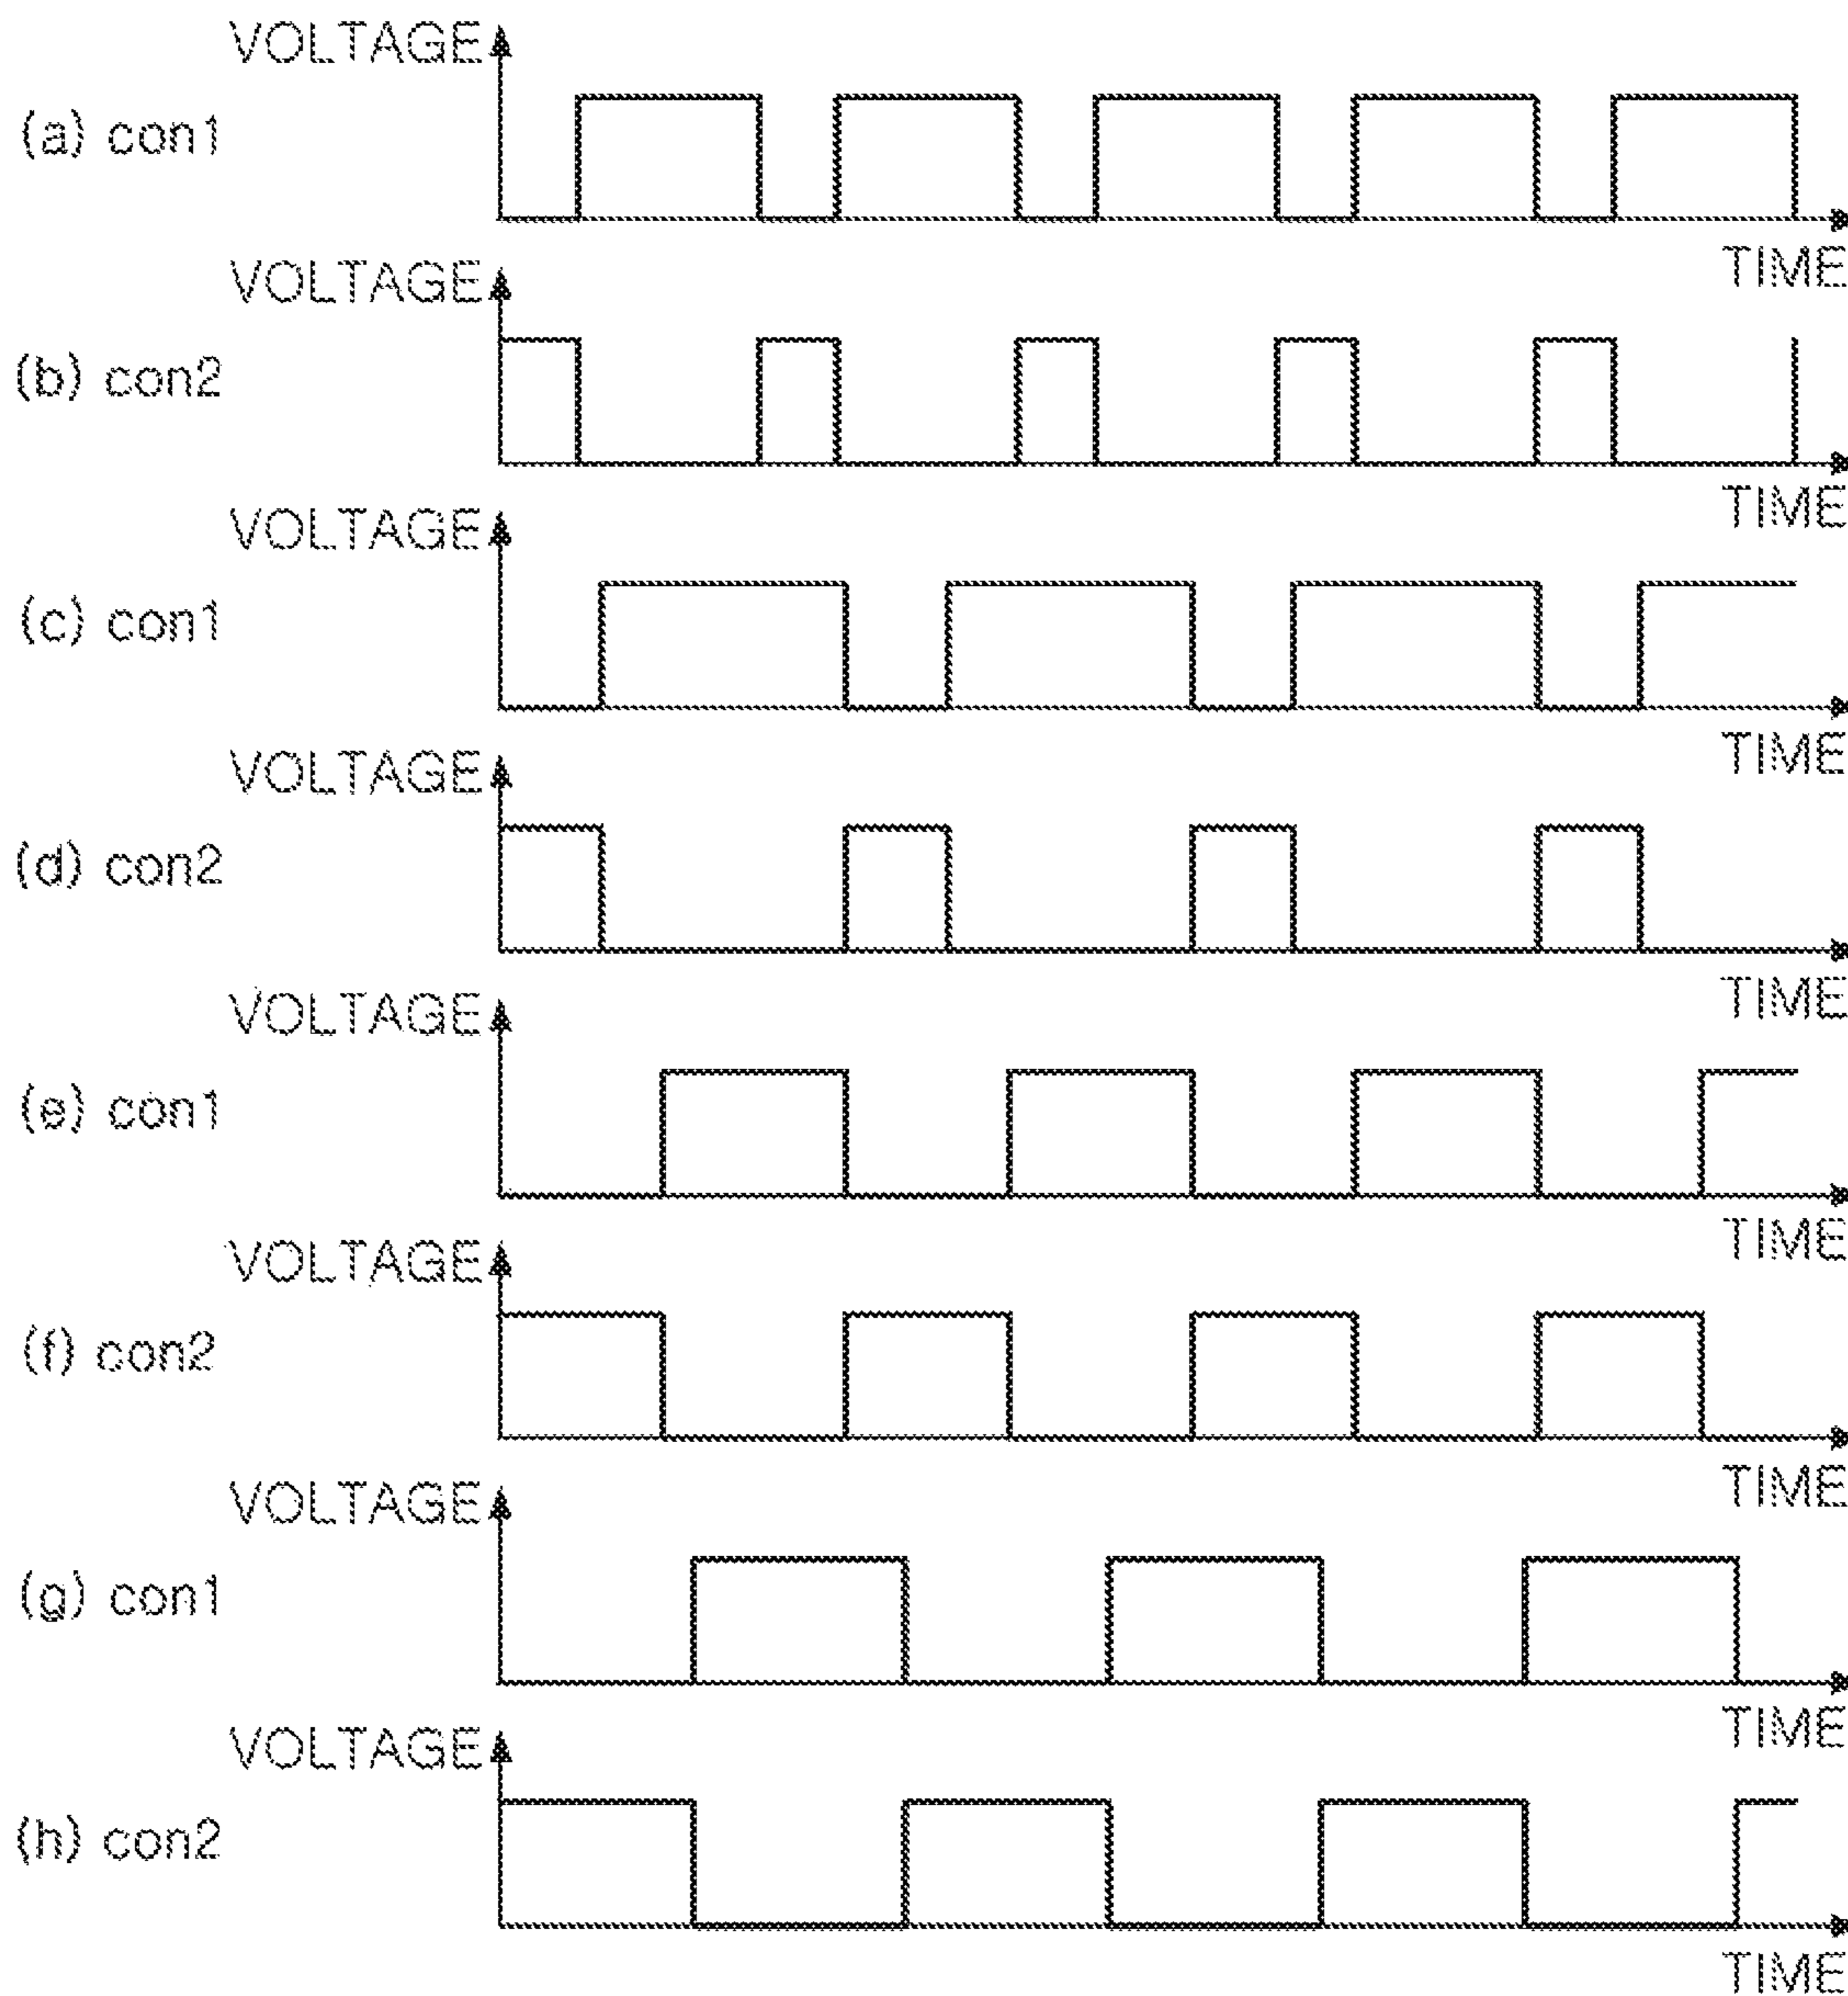 VOLTAGE
(a) con1
TIME
VOLTAGE
(b) con2
TIME
VOLTAGE
(c) con1
TIME
VOLTAGE
(d) con2
TIME
VOLTAGE
(e) con1
TIME
VOLTAGE
(f) con2
TIME
VOLTAGE
(g) con1
TIME
VOLTAGE
(h) con2
TIME